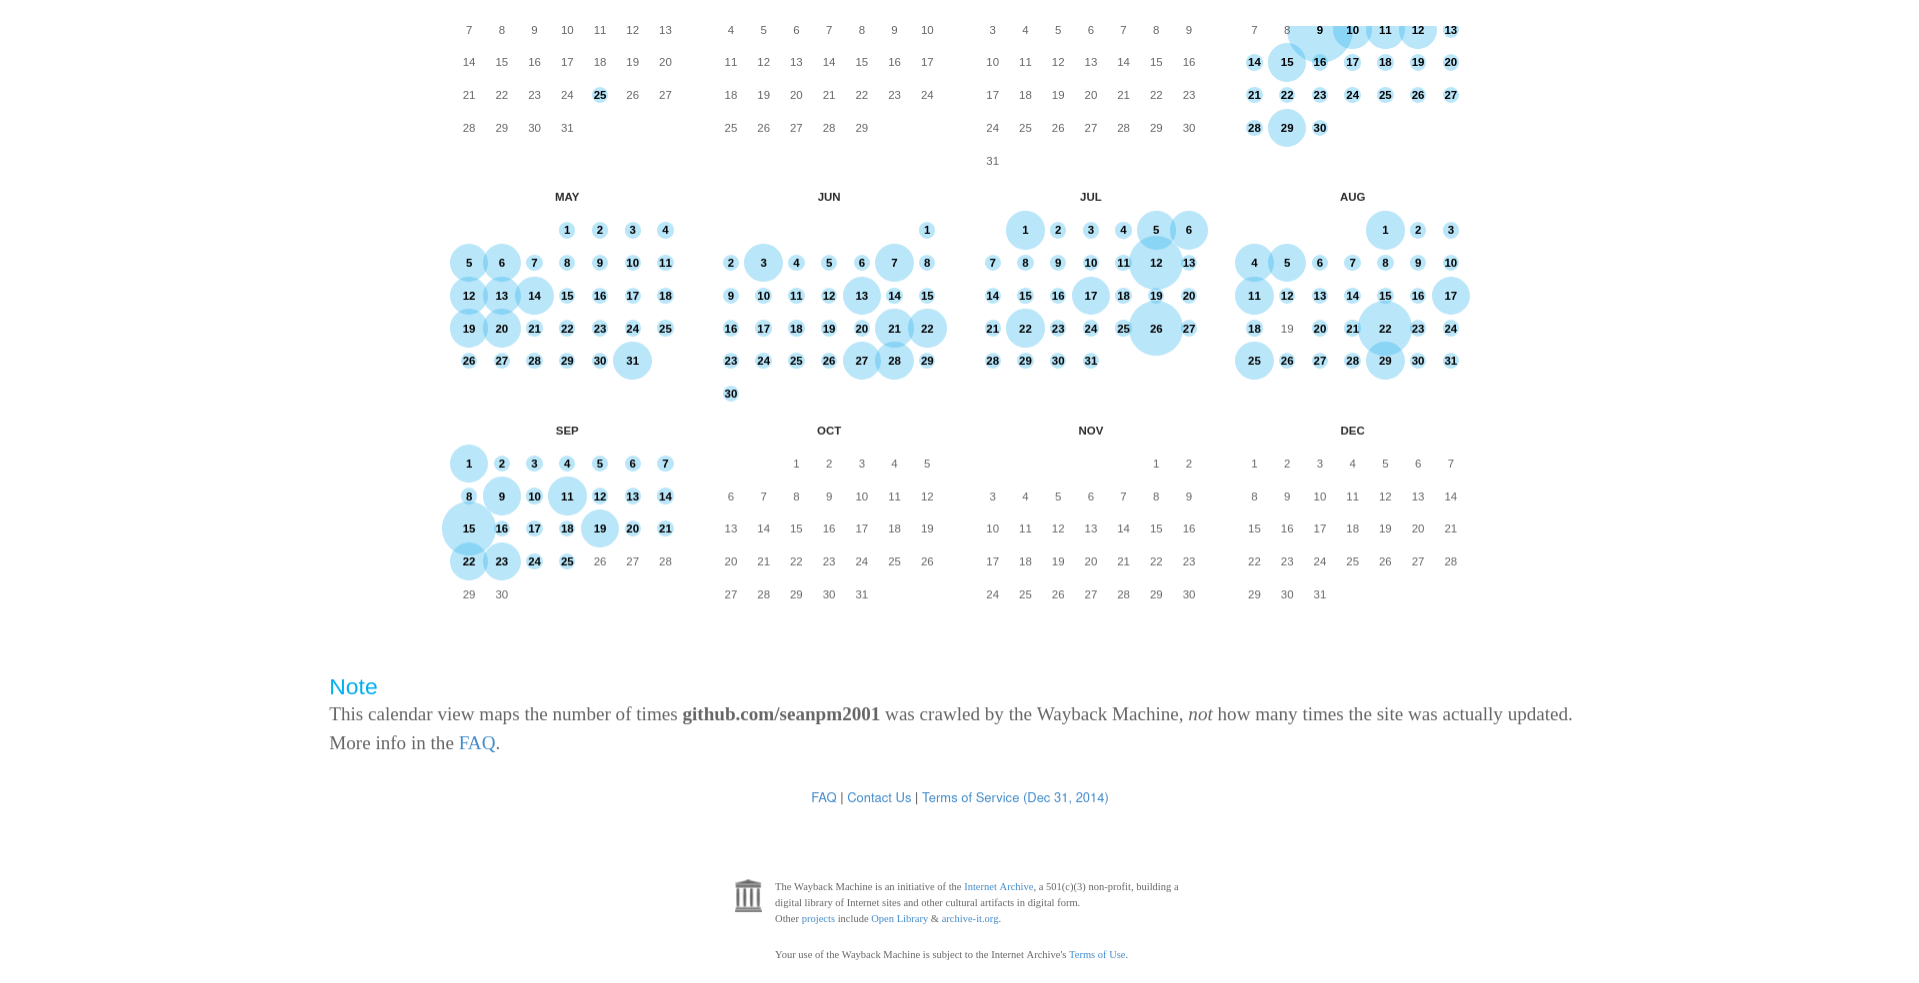 7 8 9 10 11 12 13 4 5 6 7 8 9 10 3 4 5 6 7 8 9 7 8 9 10 11 12 13
14 15 16 17 18 19 20 11 12 13 14 15 16 17 10 11 12 13 14 15 16 14 15 16 17 18 19 20
21 22 23 24 25 26 27 18 19 20 21 22 23 24 17 18 19 20 21 22 23 21 22 23 24 25 26 27
28 29 30 31 25 26 27 28 29 24 25 26 27 28 29 30 28 29 30
31
MAY JUN JUL AUG
1 2 3 4 1 1 2 3 4 5 6 1 2 3
5 6 7 8 9 10 11 2 3 4 5 6 7 8 7 8 9 10 11 12 13 4 5 6 7 8 9 10
12 13 14 15 16 17 18 9 10 11 12 13 14 15 14 15 16 17 18 19 20 11 12 13 14 15 16 17
19 20 21 22 23 24 25 16 17 18 19 20 21 22 21 22 23 24 25 26 27 18 19 20 21 22 23 24
26 27 28 29 30 31 23 24 25 26 27 28 29 28 29 30 31 25 26 27 28 29 30 31
30
SEP OCT NOV DEC
1 2 3 4 5 6 7 1 2 3 4 5 1 2 1 2 3 4 5 6 7
8 9 10 11 12 13 14 6 7 8 9 10 11 12 3 4 5 6 7 8 9 8 9 10 11 12 13 14
15 16 17 18 19 20 21 13 14 15 16 17 18 19 10 11 12 13 14 15 16 15 16 17 18 19 20 21
22 23 24 25 26 27 28 20 21 22 23 24 25 26 17 18 19 20 21 22 23 22 23 24 25 26 27 28
29 30 27 28 29 30 31 24 25 26 27 28 29 30 29 30 31
Note
This calendar view maps the number of times github.com/seanpm2001 was crawled by the Wayback Machine, not how many times the site was actually updated.
More info in the FAQ.
FAQ | Contact Us | Terms of Service (Dec 31, 2014)
The Wayback Machine is an initiative of the Internet Archive, a 501(c)(3) non-profit, building a
digital library of Internet sites and other cultural artifacts in digital form.
Other projects include Open Library & archive-it.org.
Your use of the Wayback Machine is subject to the Internet Archive's Terms of Use.